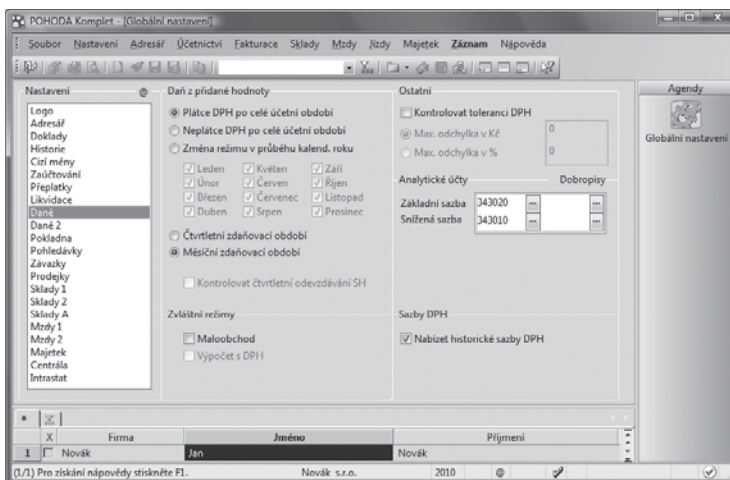 POHODA Komplet - [Globální nastavení]
Soubor Nastavení Adresář Účetnictví Fakturace Sklady Mzdy Jízdy Majetek Záznam Nápověda
Nastavení @
Logo
Adresář
Doklady
Historie
Cizí měny
Zaúčtování
Přeplatky
Likvidace
Daně
Daně 2
Pokladna
Pohledávky
Závazky
Prodejky
Sklady 1
Sklady 2
Sklady A
Mzdy 1
Mzdy 2
Majetek
Centrála
Intrastat
Daň z přidané hodnoty
Plátce DPH po celé účetní období
Neplátce DPH po celé účetní období
Změna režimu v průběhu kalend. roku
Leden Květen Září
Únor Červen Říjen
Březen Červenec Listopad
Duben Srpen Prosinec
Čtvrtletní zdaňovací období
Měsíční zdaňovací období
Kontrolovat čtvrtletní odevzdávání SH
Zvláštní režimy
Maloobchod
Výpočet s DPH
Ostatní
Kontrolovat toleranci DPH
Max. odchylka v Kč 0
Max. odchylka v % 0
Analytické účty Dobropisy
Základní sazba 343020 ... ...
Snížená sazba 343010 ... ...
Sazby DPH
Nabízet historické sazby DPH
Agendy
Globální nastavení
X Firma Jméno Příjmení
1 Novák Jan Novák
(1/1) Pro získání nápovědy stiskněte F1. Novák s.r.o. 2010 @